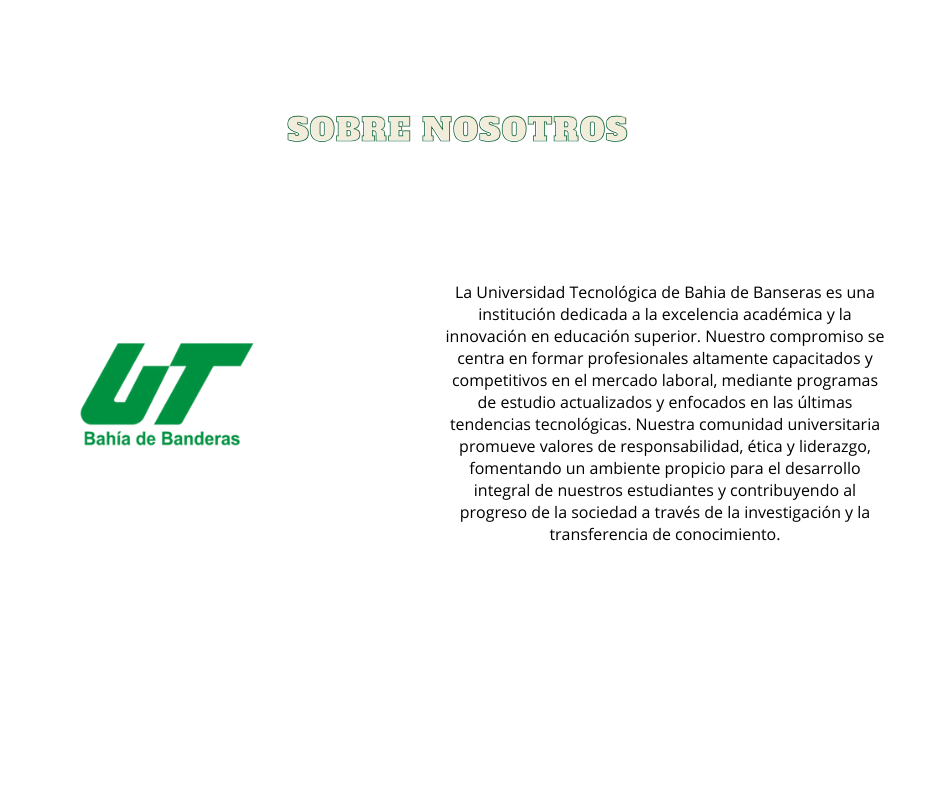 SOBRE NOSOTROS
UT
Bahía de Banderas
La Universidad Tecnológica de Bahia de Banseras es una
institución dedicada a la excelencia académica y la
innovación en educación superior. Nuestro compromiso se
centra en formar profesionales altamente capacitados y
competitivos en el mercado laboral, mediante programas
de estudio actualizados y enfocados en las últimas
tendencias tecnológicas. Nuestra comunidad universitaria
promueve valores de responsabilidad, ética y liderazgo,
fomentando un ambiente propicio para el desarrollo
integral de nuestros estudiantes y contribuyendo al
progreso de la sociedad a través de la investigación y la
transferencia de conocimiento.